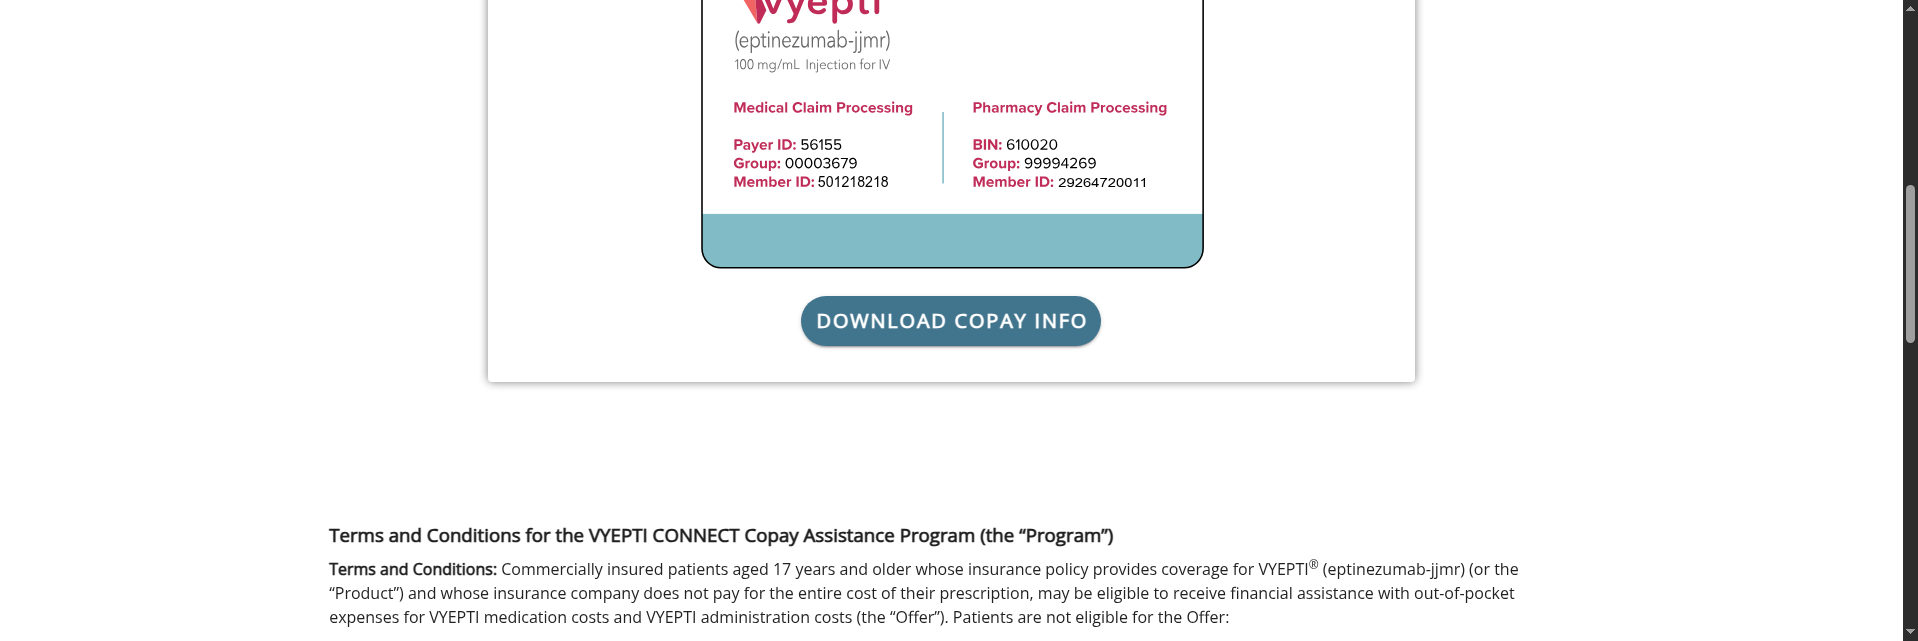 vyepti
(eptinezumab-jjmr)
100 mg/mL Injection for IV
Medical Claim Processing
Payer ID: 56155
Group: 00003679
Member ID: 501218218
Pharmacy Claim Processing
BIN: 610020
Group: 99994269
Member ID: 29264720011
DOWNLOAD COPAY INFO
Terms and Conditions for the VYEPTI CONNECT Copay Assistance Program (the “Program”)
Terms and Conditions: Commercially insured patients aged 17 years and older whose insurance policy provides coverage for VYEPTI® (eptinezumab-jjmr) (or the
“Product”) and whose insurance company does not pay for the entire cost of their prescription, may be eligible to receive financial assistance with out-of-pocket
expenses for VYEPTI medication costs and VYEPTI administration costs (the “Offer”). Patients are not eligible for the Offer: